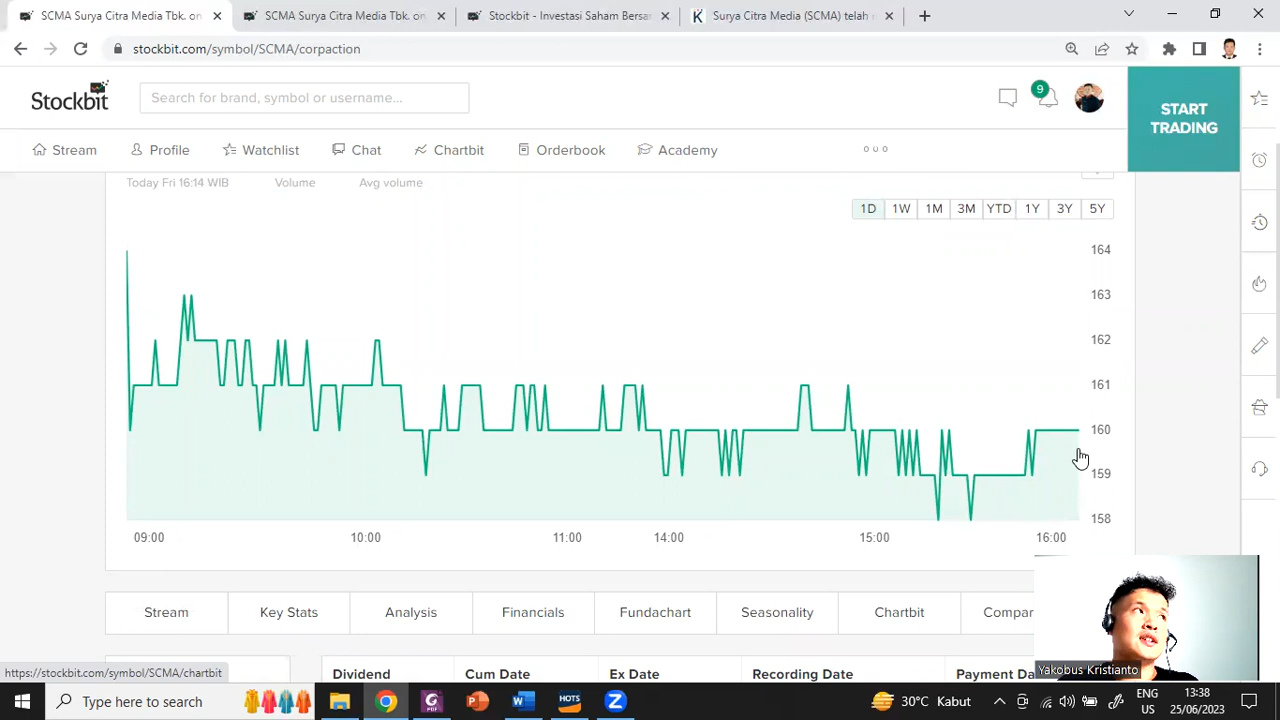 SCMA Surya Citra Media Tbk. on
SCMA Surya Citra Media Tbk. on
Stockbit - Investasi Saham Bersar
Surya Citra Media (SCMA) telah
stockbit.com/symbol/SCMA/corpaction
Stockbit
Search for brand, symbol or username...
9
START
TRADING
Stream
Profile
Watchlist
Chat
Chartbit
Orderbook
Academy
Today Fri 16:14 WIB
Volume
Avg volume
1D
1W
1M
3M
YTD
1Y
3Y
5Y
164
163
162
161
160
159
158
09:00
10:00
11:00
14:00
15:00
16:00
Stream
Key Stats
Analysis
Financials
Fundachart
Seasonality
Chartbit
Compar
Yakobus Kristianto
https://stockbit.com/symbol/SCMA/chartbit
Dividend
Cum Date
Ex Date
Recording Date
Payment Da
Type here to search
HOTS
30°C Kabut
ENG
US
13:38
25/06/2023